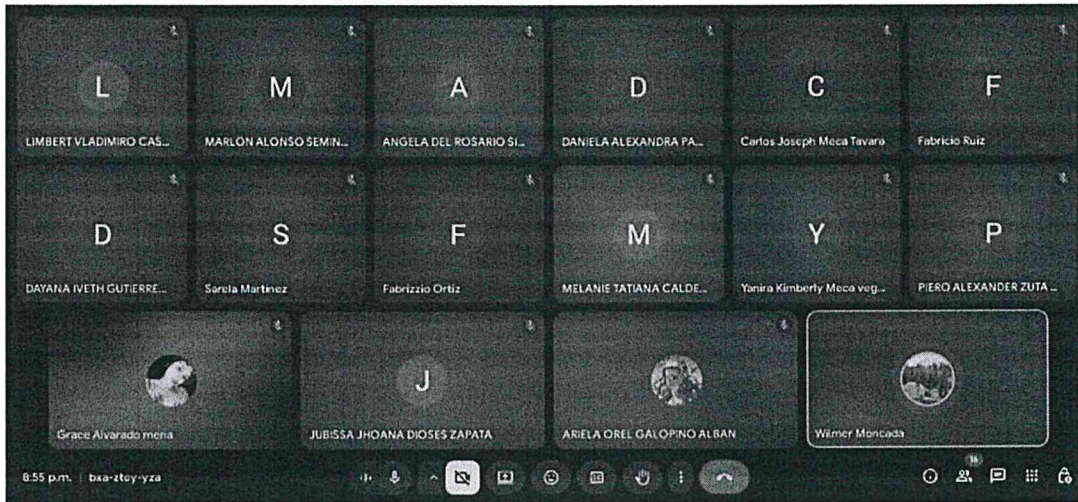 L M A D C F
LIMBERT VLADIMIRO CAS... MARLON ALONSO SEMIN... ANGELA DEL ROSARIO SI... DANIELA ALEXANDRA PA... Carlos Joseph Meca Tavara Fabricio Ruiz
D S F M Y P
DAYANA IVETH GUTIERRE... Sarela Martinez Fabrizzio Ortiz MELANIE TATIANA CALDE... Yanira Kimberly Meca veg... PIERO ALEXANDER ZUTA ...
J
Grace Alvarado mena JUBISSA JHOANA DIOSES ZAPATA ARIELA OREL GALOPINO ALBAN Wilmer Moncada
16
8:55 p.m. | bxa-ztoy-yza